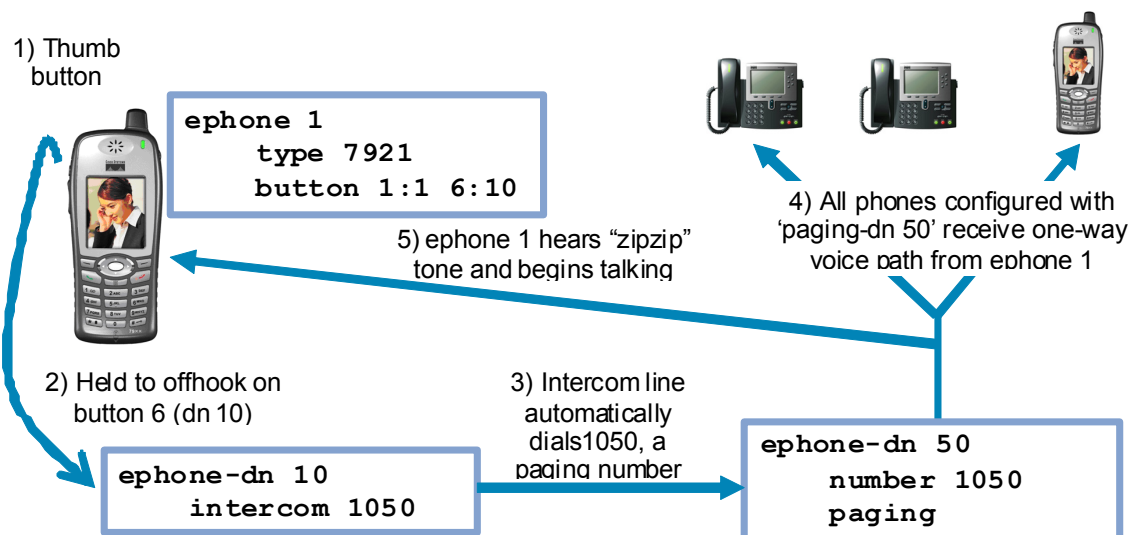 1) Thumb
button
ephone 1
type 7921
button 1:1 6:10
4) All phones configured with
‘paging-dn 50’ receive one-way
voice path from ephone 1
5) ephone 1 hears “zipzip”
tone and begins talking
2) Held to offhook on
button 6 (dn 10)
3) Intercom line
automatically
dials1050, a
paging number
ephone-dn 10
intercom 1050
ephone-dn 50
number 1050
paging